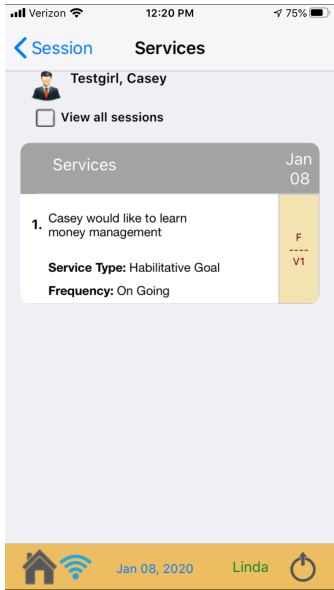 Verizon 12:20 PM 75%
Session Services
Testgirl, Casey
View all sessions
Services Jan
08
1. Casey would like to learn
money management
F
----
V1
Service Type: Habilitative Goal
Frequency: On Going
Jan 08, 2020 Linda